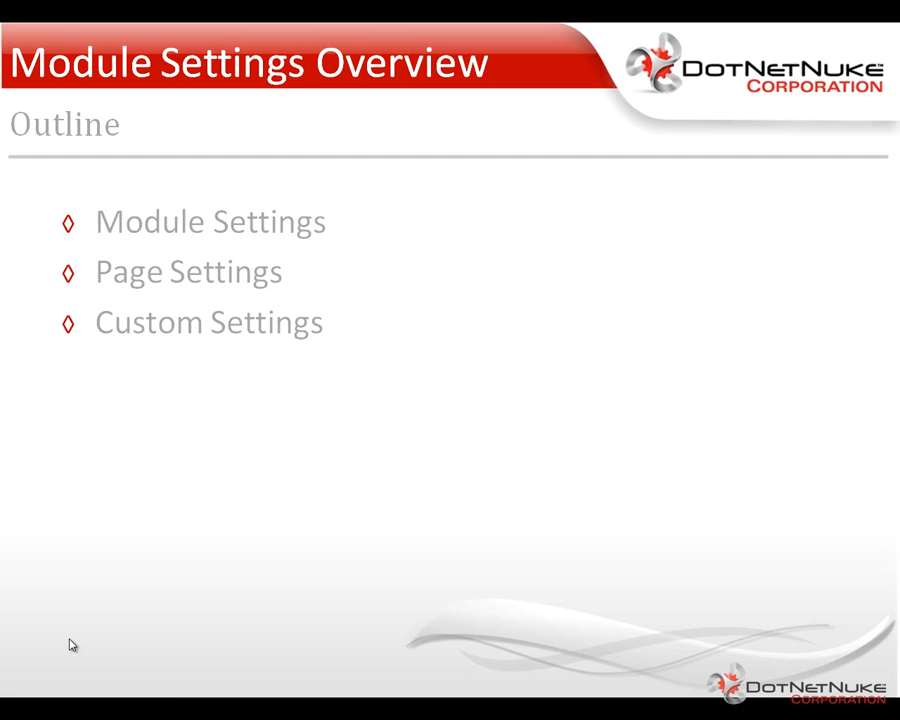 Module Settings Overview
DotNetNuke
Corporation
Outline
◊ Module Settings
◊ Page Settings
◊ Custom Settings
DotNetNuke
Corporation